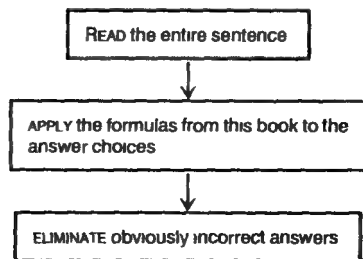 READ the entire sentence
APPLY the formulas from this book to the
answer choices
ELIMINATE obviously incorrect answers